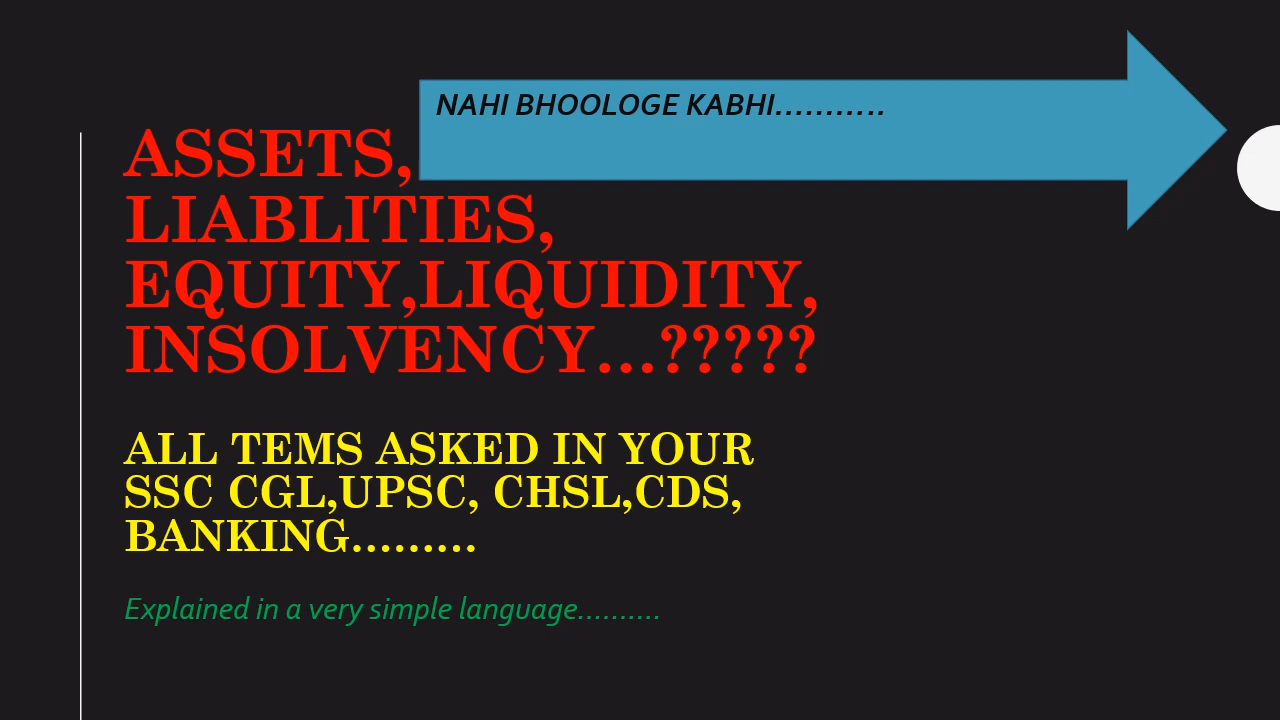 NAHI BHOOLOGE KABHI...........
ASSETS,
LIABLITIES,
EQUITY,LIQUIDITY,
INSOLVENCY...?????
ALL TEMS ASKED IN YOUR
SSC CGL,UPSC, CHSL,CDS,
BANKING.........
Explained in a very simple language..........